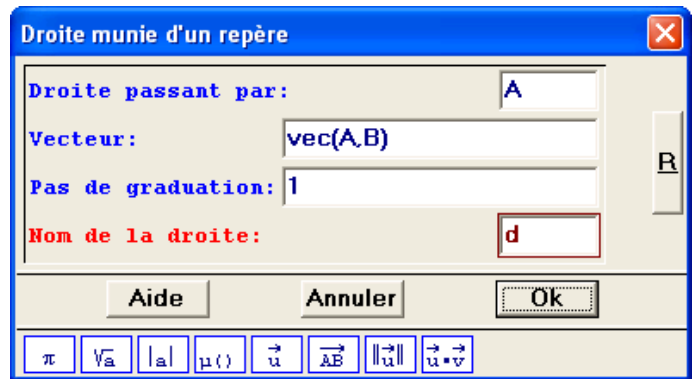 Droite munie d'un repère
Droite passant par: A
Vecteur: vec(A,B)
R
Pas de graduation: 1
Nom de la droite: d
Aide Annuler Ok
π √a |a| μ() u⃗ AB⃗ ||u⃗|| u⃗•v⃗